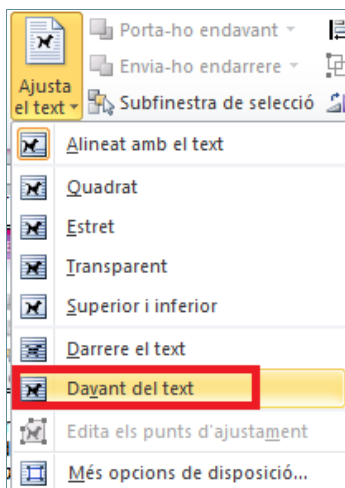 Porta-ho endavant
Envia-ho endarrere
Ajusta
el text
Subfinestra de selecció
Alineat amb el text
Quadrat
Estret
Transparent
Superior i inferior
Darrere el text
Davant del text
Edita els punts d'ajustament
Més opcions de disposició...